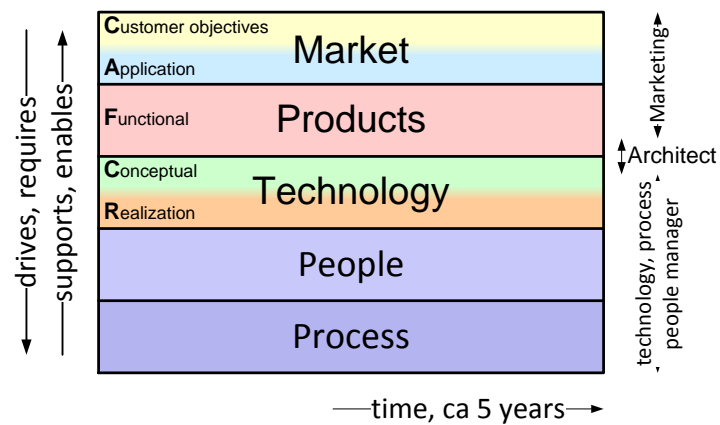 drives, requires
supports, enables
Customer objectives
Market
Application
Functional
Products
Conceptual
Technology
Realization
People
Process
Marketing
Architect
technology, process
people manager
time, ca 5 years